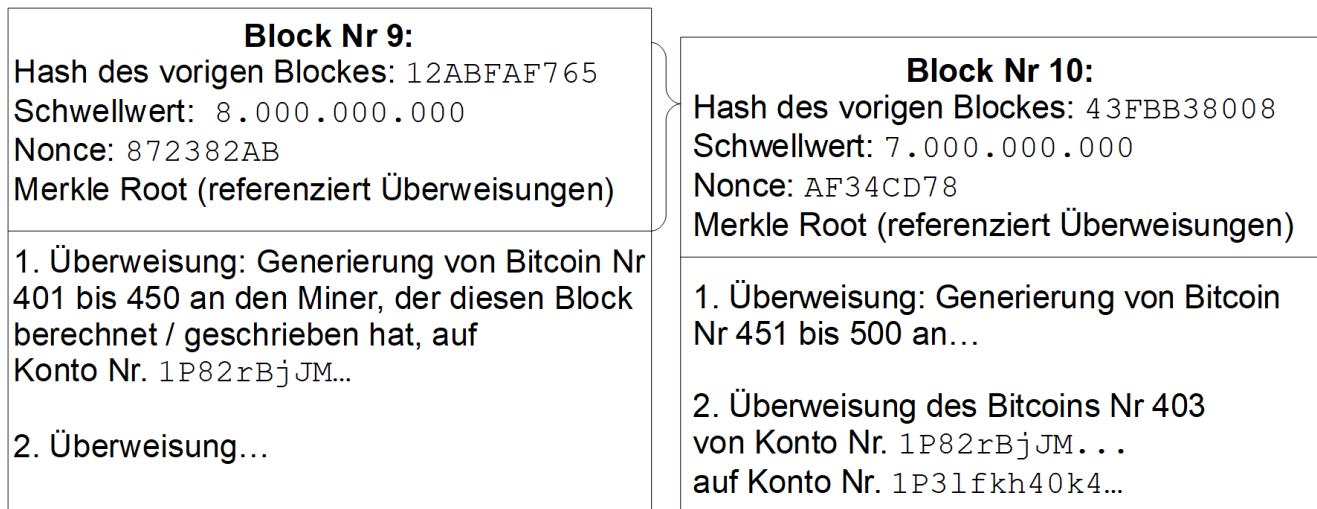 Block Nr 9:
Hash des vorigen Blockes: 12ABFAF765
Schwellwert: 8.000.000.000
Nonce: 872382AB
Merkle Root (referenziert Überweisungen)
1. Überweisung: Generierung von Bitcoin Nr
401 bis 450 an den Miner, der diesen Block
berechnet / geschrieben hat, auf
Konto Nr. 1P82rBjJM…
2. Überweisung…
Block Nr 10:
Hash des vorigen Blockes: 43FBB38008
Schwellwert: 7.000.000.000
Nonce: AF34CD78
Merkle Root (referenziert Überweisungen)
1. Überweisung: Generierung von Bitcoin
Nr 451 bis 500 an…
2. Überweisung des Bitcoins Nr 403
von Konto Nr. 1P82rBjJM...
auf Konto Nr. 1P3lfkh40k4…